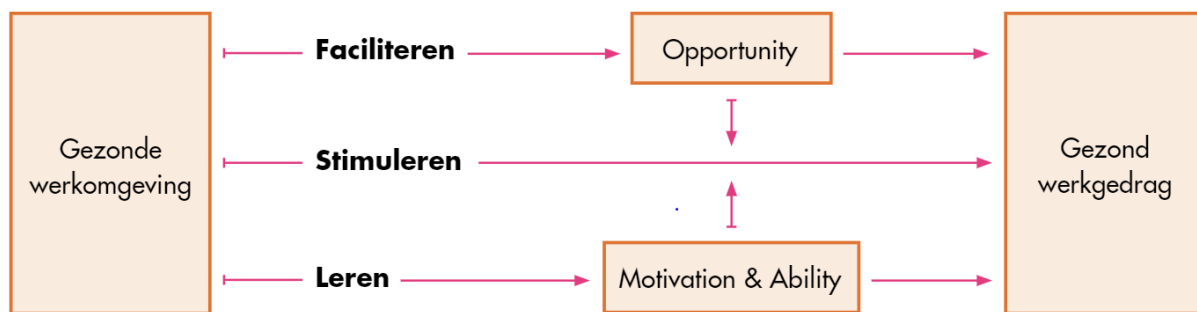 Faciliteren
Opportunity
Gezonde
werkomgeving
Stimuleren
Gezond
werkgedrag
Leren
Motivation & Ability